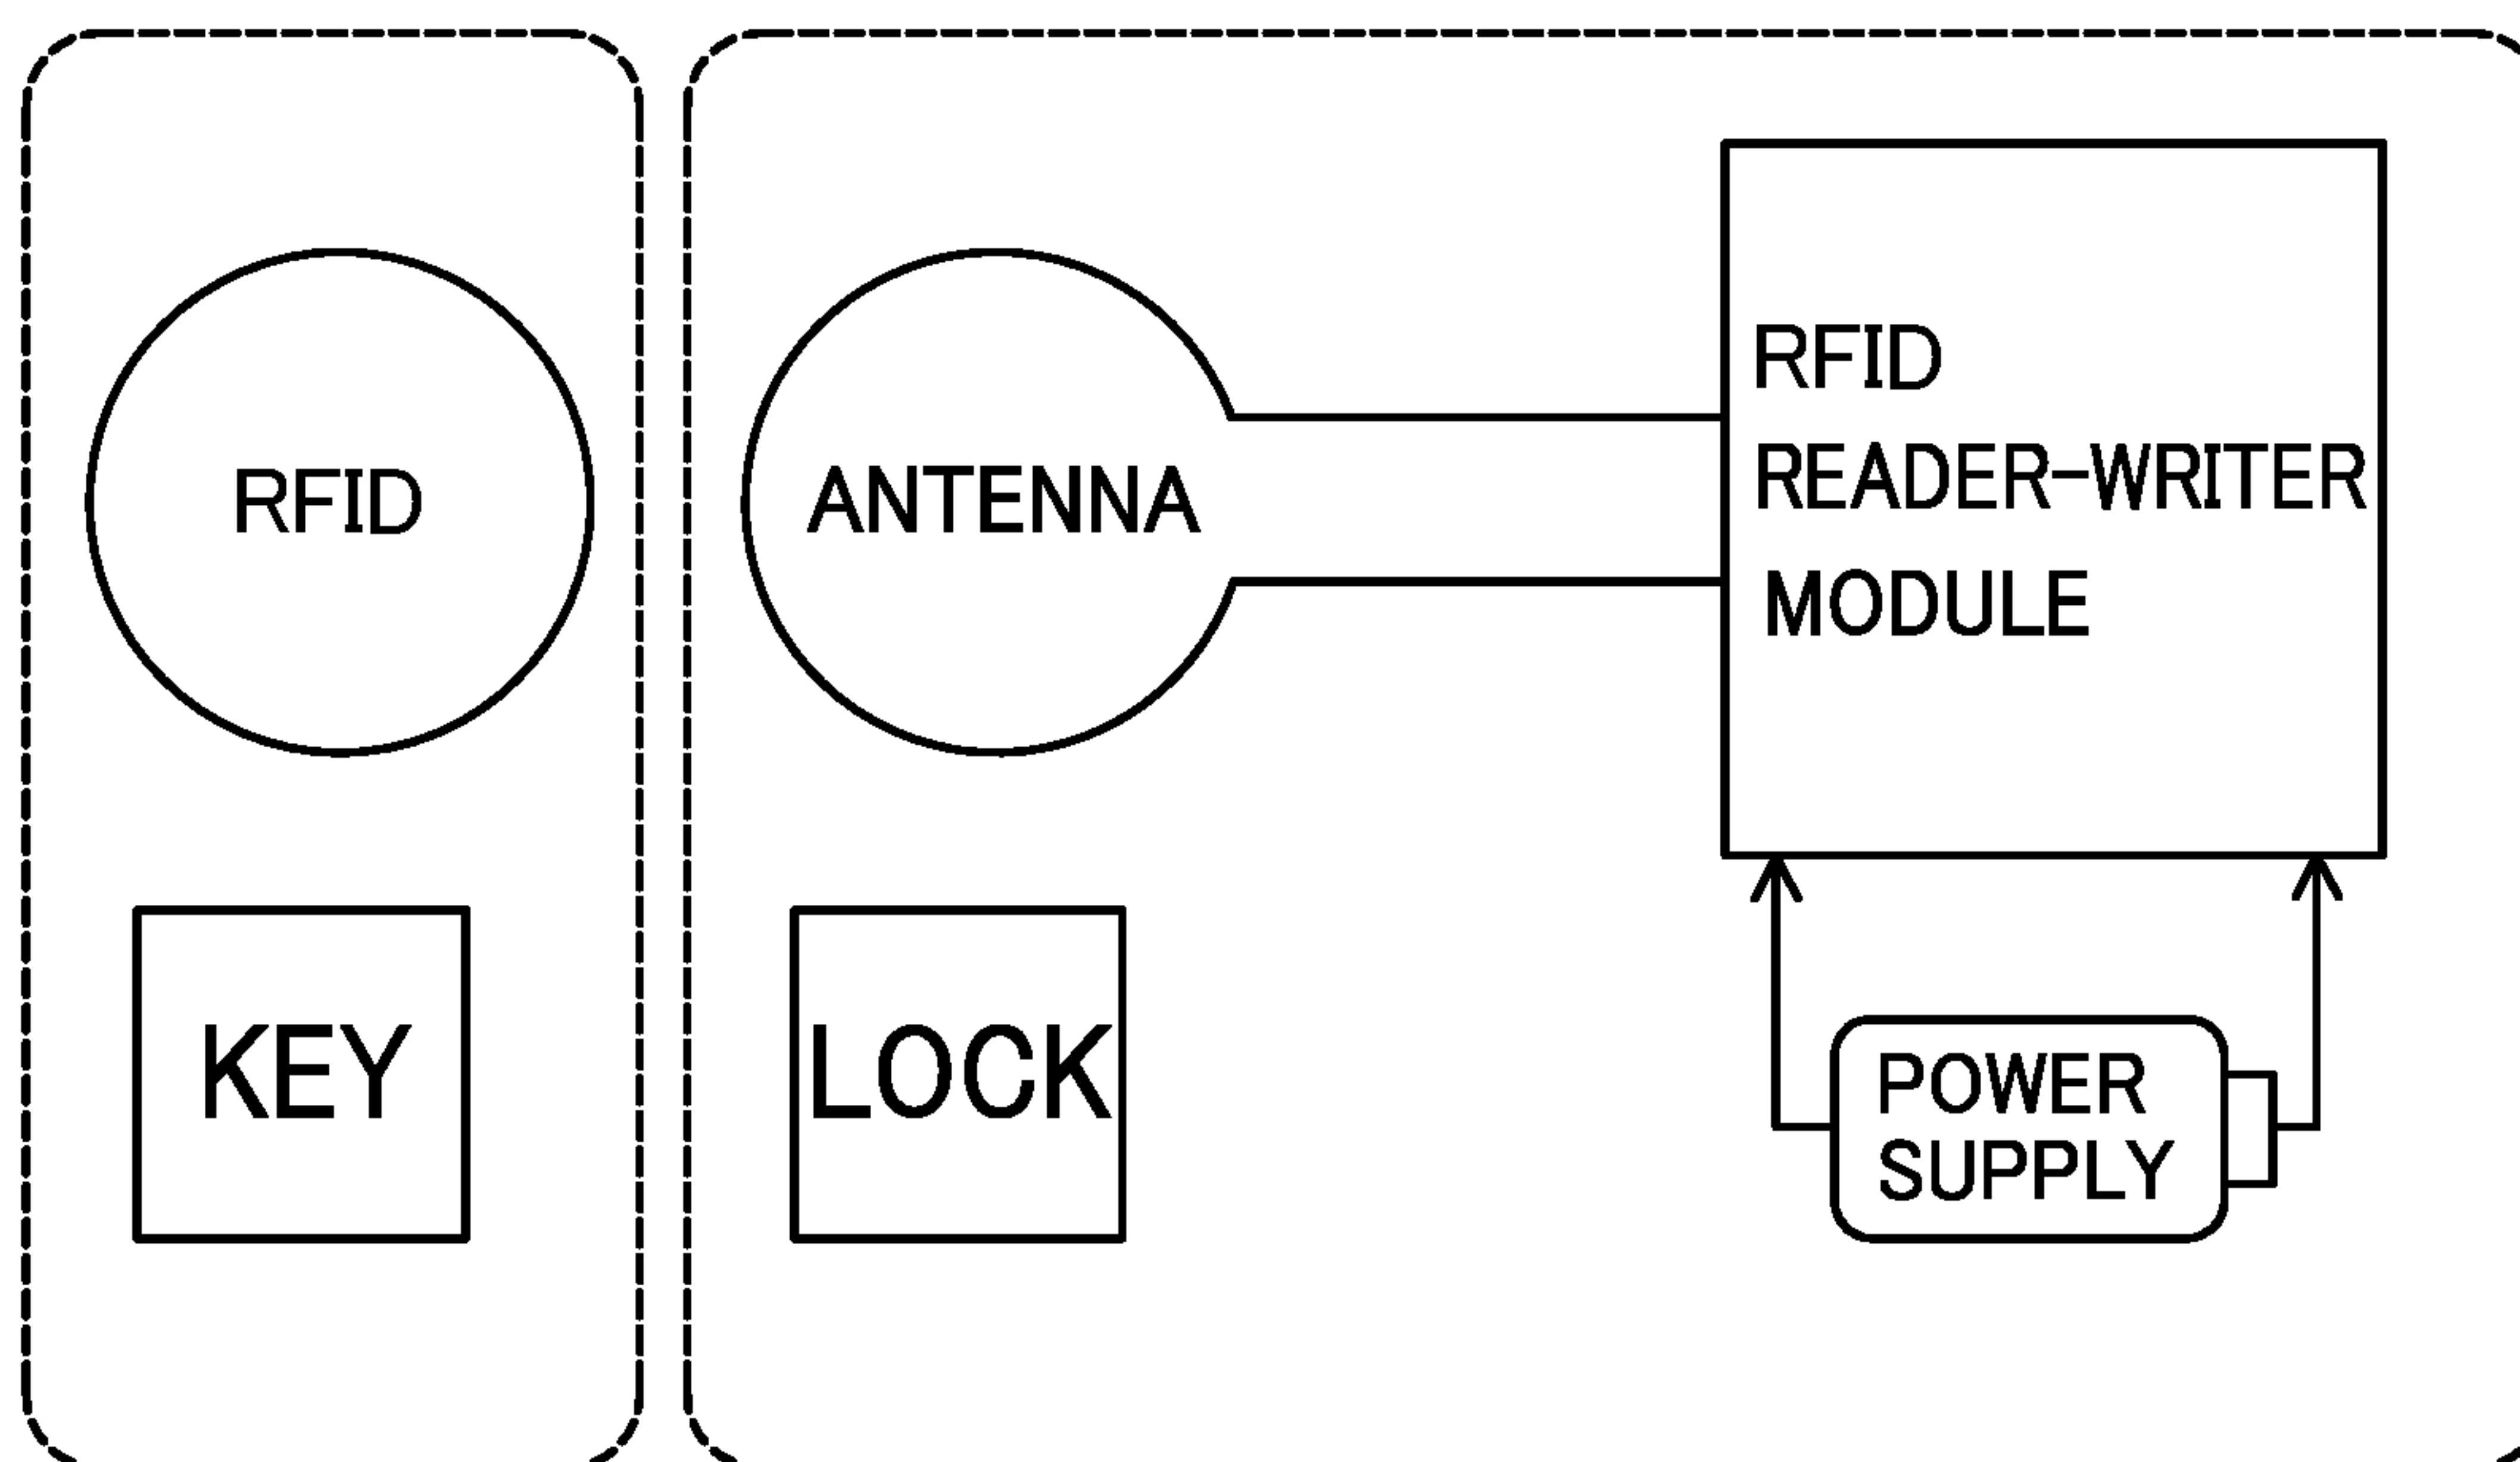 RFID
ANTENNA
RFID
READER-WRITER
MODULE
KEY
LOCK
POWER
SUPPLY